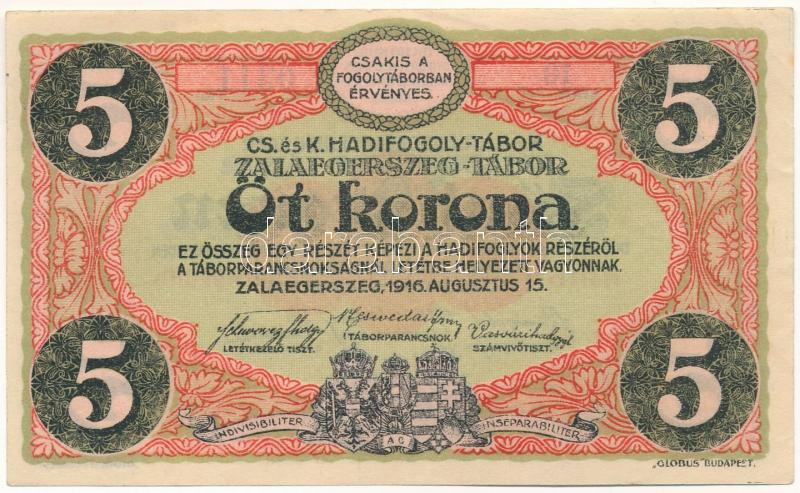 5
5
CSAKIS A
FOGOLYTÁBORBAN
ÉRVÉNYES.
CS. és K. HADIFOGOLY-TÁBOR
ZALAEGERSZEG-TÁBOR
Öt korona
EZ ÖSSZEG EGY RÉSZÉT KÉPEZI A HADIFOGLYOK RÉSZÉRŐL
A TÁBORPARANCSNOKSÁGNÁL LETÉTBE HELYEZETT VAGYONNAK.
ZALAEGERSZEG, 1916. AUGUSZTUS 15.
LETÉTKEZELŐ TISZT.
TÁBORPARANCSNOK.
SZÁMVIVŐTISZT.
5
5
INDIVISIBILITER
AC
INSEPARABILITER
„GLOBUS" BUDAPEST.
darabanth